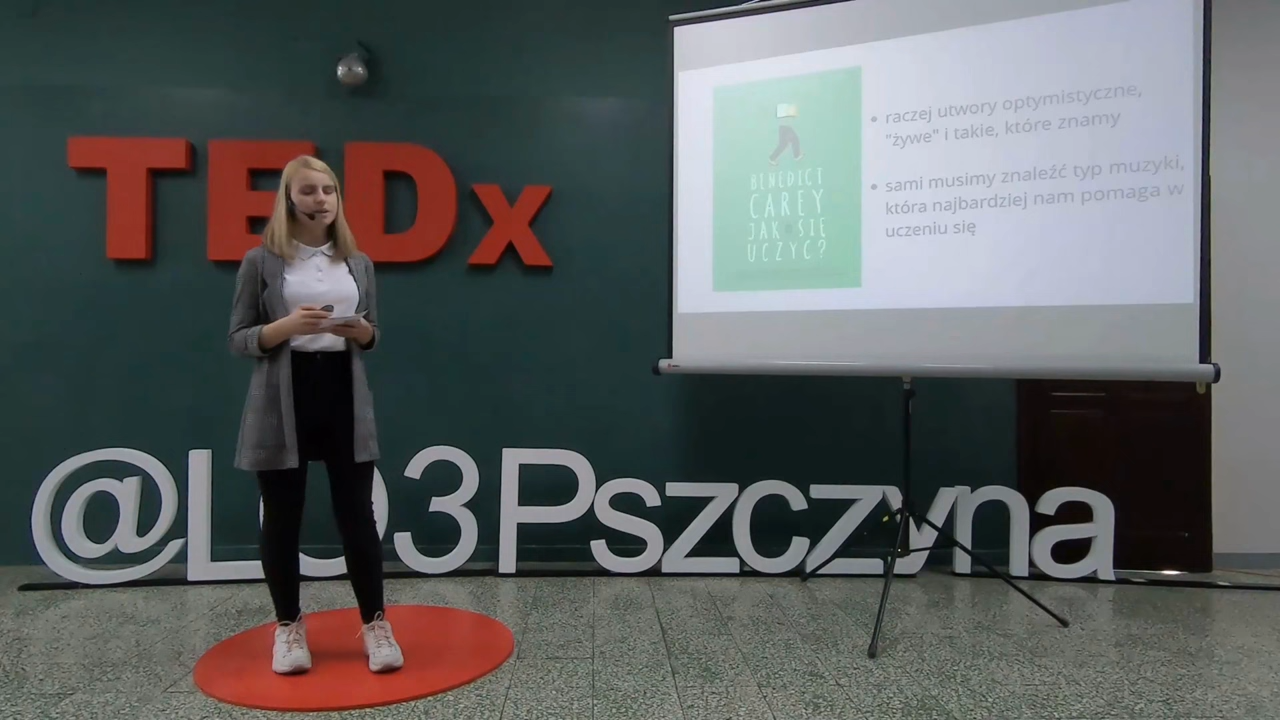 TEDx
@LO3Pszczyna
BENEDICT
CAREY
JAK SIĘ
UCZYĆ?
• raczej utwory optymistyczne,
"żywe" i takie, które znamy
• sami musimy znaleźć typ muzyki,
która najbardziej nam pomaga w
uczeniu się